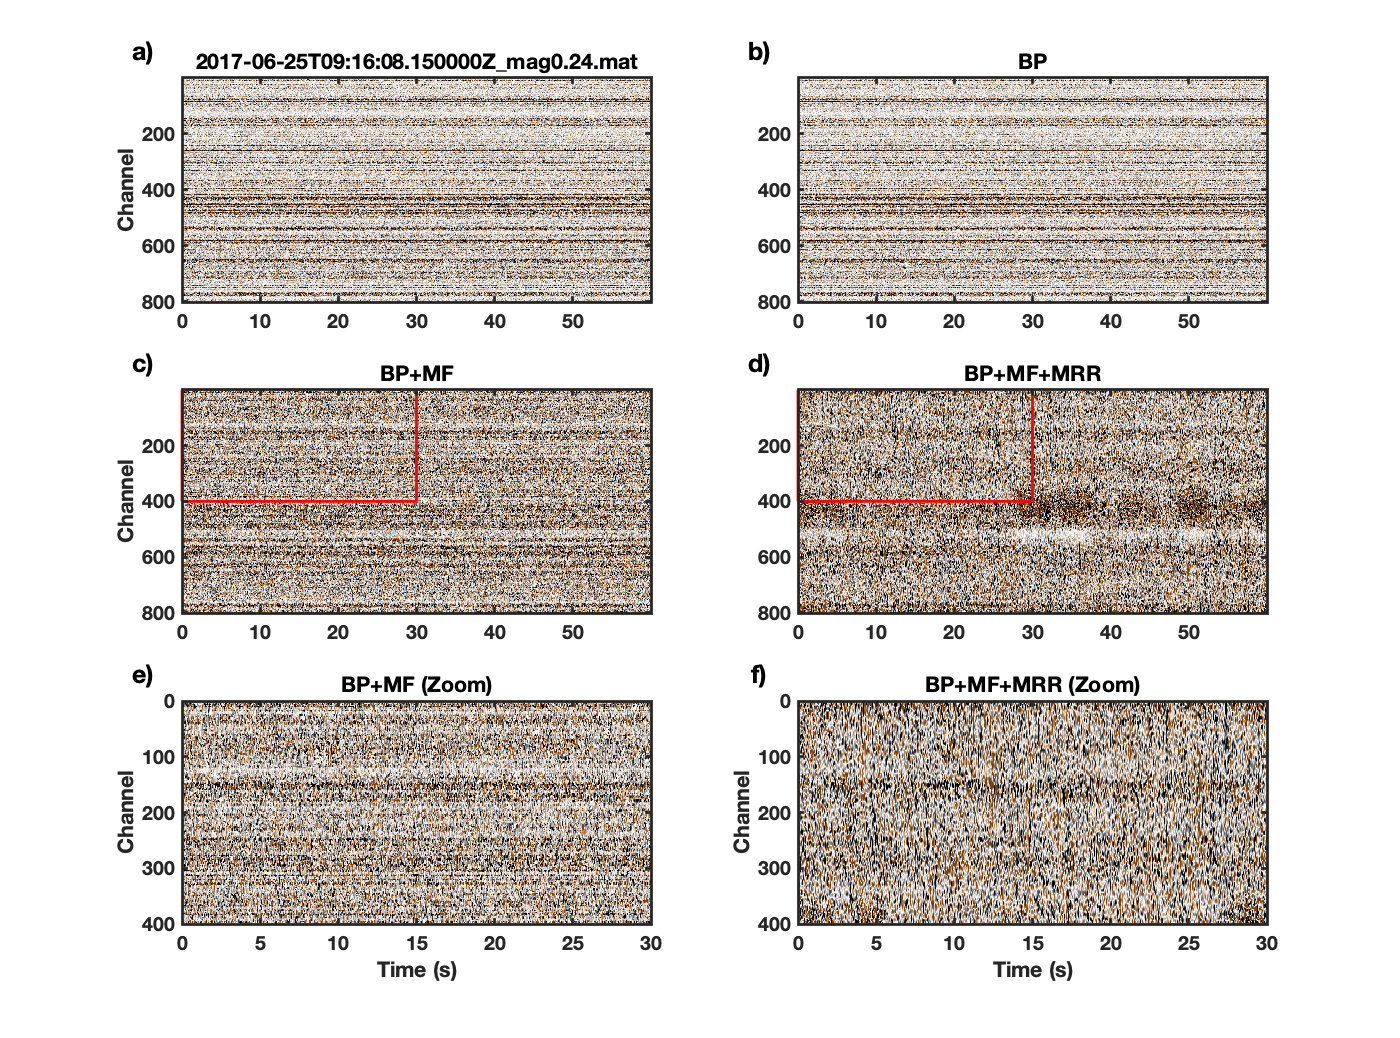 a)
2017-06-25T09:16:08.150000Z_mag0.24.mat
Channel
200
400
600
800
0 10 20 30 40 50
b)
BP
200
400
600
800
0 10 20 30 40 50
c)
BP+MF
Channel
200
400
600
800
0 10 20 30 40 50
d)
BP+MF+MRR
200
400
600
800
0 10 20 30 40 50
e)
BP+MF (Zoom)
Channel
0
100
200
300
400
0 5 10 15 20 25 30
Time (s)
f)
BP+MF+MRR (Zoom)
Channel
0
100
200
300
400
0 5 10 15 20 25 30
Time (s)